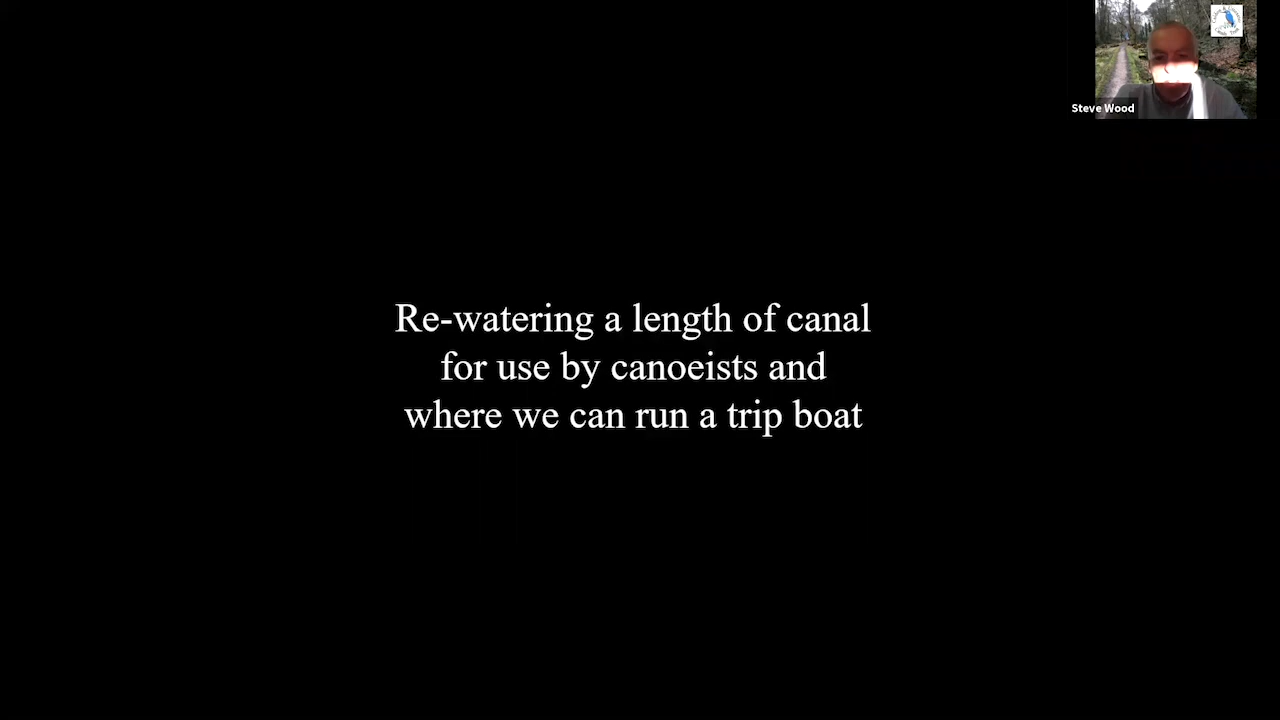 Steve Wood
Re-watering a length of canal
for use by canoeists and
where we can run a trip boat